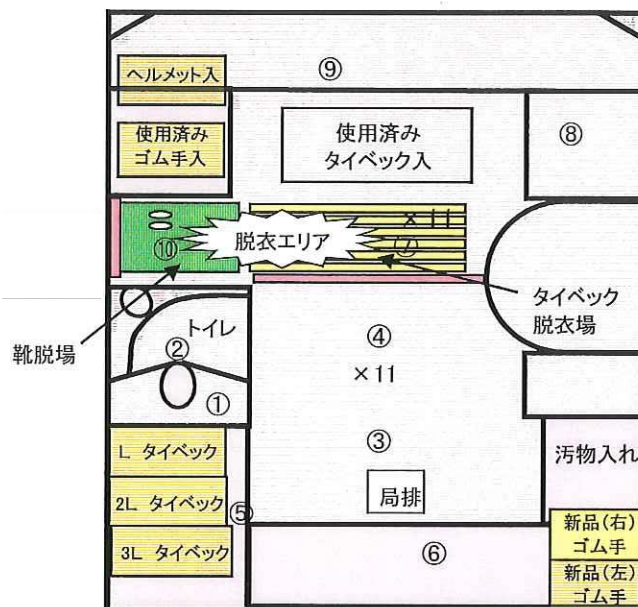 ヘルメット入
⑨
使用済み
ゴム手入
使用済み
タイベック入
⑧
×11
脱衣エリア
⑩
⑦
タイベック
脱衣場
靴脱場
トイレ
②
①
④
×11
③
局排
L タイベック
2L タイベック
3L タイベック
⑤
⑥
汚物入れ
新品(右)
ゴム手
新品(左)
ゴム手